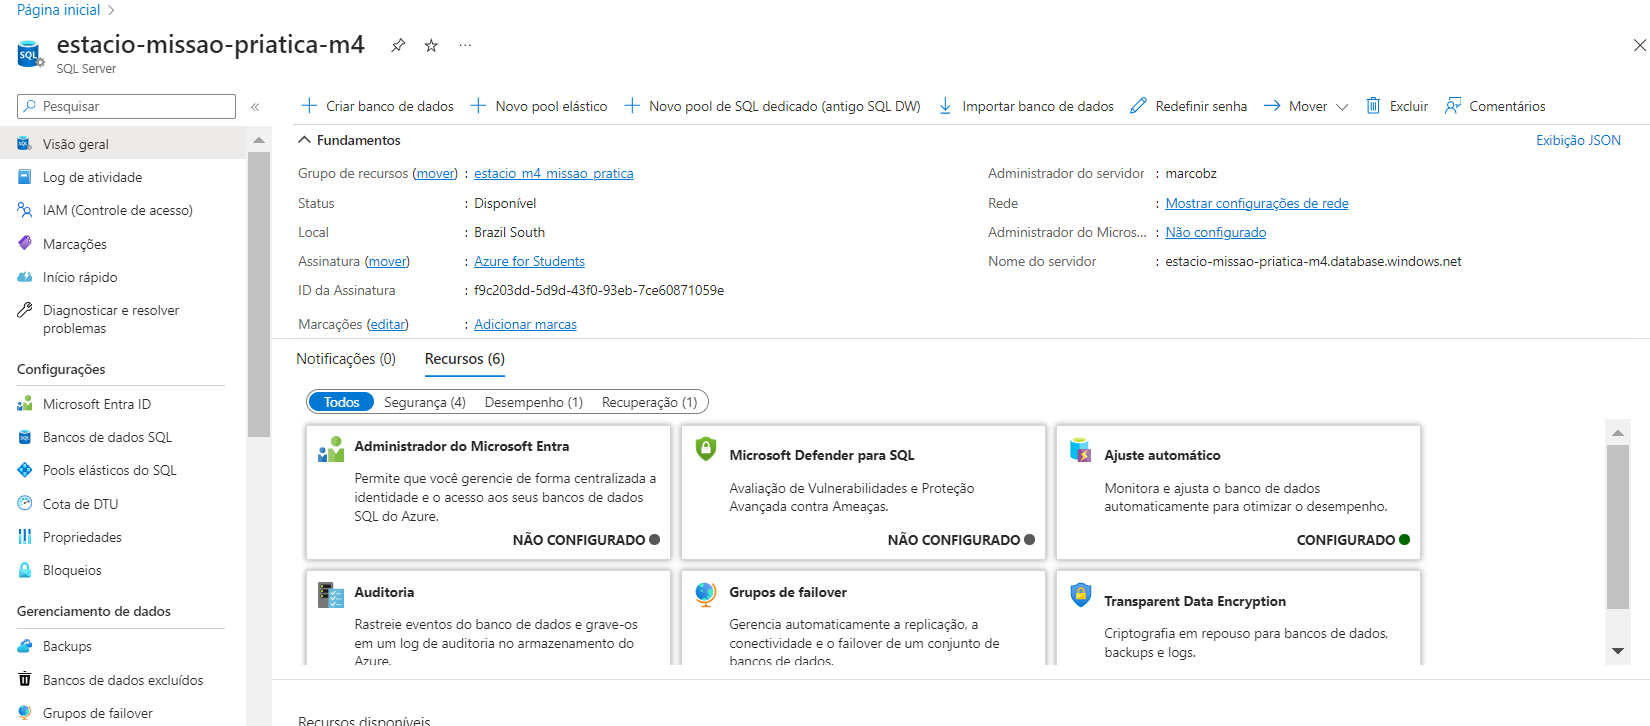 Página inicial
estacio-missao-priatica-m4
SQL Server
Pesquisar
Visão geral
Log de atividade
IAM (Controle de acesso)
Marcações
Início rápido
Diagnosticar e resolver
problemas
Configurações
Microsoft Entra ID
Bancos de dados SQL
Pools elásticos do SQL
Cota de DTU
Propriedades
Bloqueios
Gerenciamento de dados
Backups
Bancos de dados excluídos
Grupos de failover
Criar banco de dados
Novo pool elástico
Novo pool de SQL dedicado (antigo SQL DW)
Importar banco de dados
Redefinir senha
Mover
Excluir
Comentários
Fundamentos
Exibição JSON
Grupo de recursos (mover) : estacio_m4_missao_pratica
Status : Disponível
Local : Brazil South
Assinatura (mover) : Azure for Students
ID da Assinatura : f9c203dd-5d9d-43f0-93eb-7ce60871059e
Marcações (editar) : Adicionar marcas
Administrador do servidor : marcobz
Rede : Mostrar configurações de rede
Administrador do Micros... : Não configurado
Nome do servidor : estacio-missao-priatica-m4.database.windows.net
Notificações (0)
Recursos (6)
Todos
Segurança (4)
Desempenho (1)
Recuperação (1)
Administrador do Microsoft Entra
Permite que você gerencie de forma centralizada a
identidade e o acesso aos seus bancos de dados
SQL do Azure.
NÃO CONFIGURADO
Microsoft Defender para SQL
Avaliação de Vulnerabilidades e Proteção
Avançada contra Ameaças.
NÃO CONFIGURADO
Ajuste automático
Monitora e ajusta o banco de dados
automaticamente para otimizar o desempenho.
CONFIGURADO
Auditoria
Rastreie eventos do banco de dados e grave-os
em um log de auditoria no armazenamento do
Azure.
Grupos de failover
Gerencia automaticamente a replicação, a
conectividade e o failover de um conjunto de
bancos de dados.
Transparent Data Encryption
Criptografia em repouso para bancos de dados,
backups e logs.
Recursos disponíveis